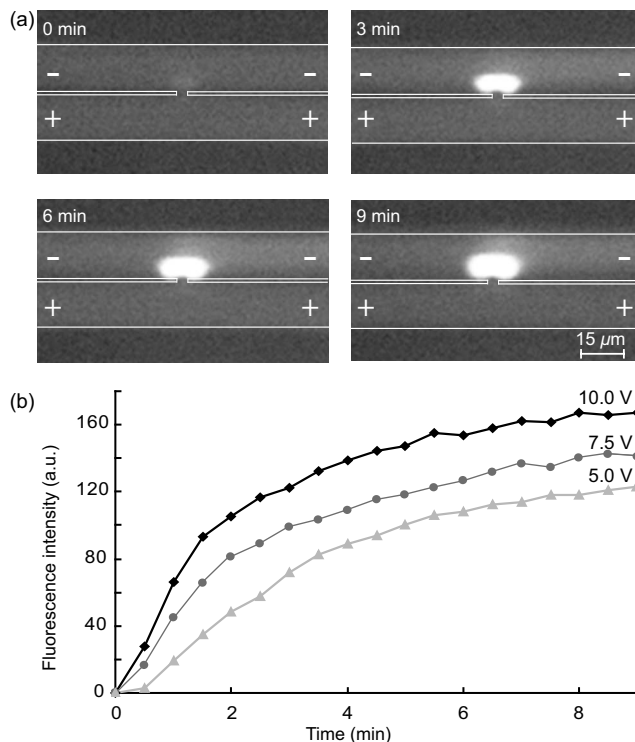 (a)
0 min
3 min
- -
- -
+ +
+ +
6 min
9 min
- -
- -
+ +
+ +
15 µm
(b)
10.0 V
7.5 V
5.0 V
160
120
80
40
0
Fluorescence intensity (a.u.)
0 2 4 6 8
Time (min)